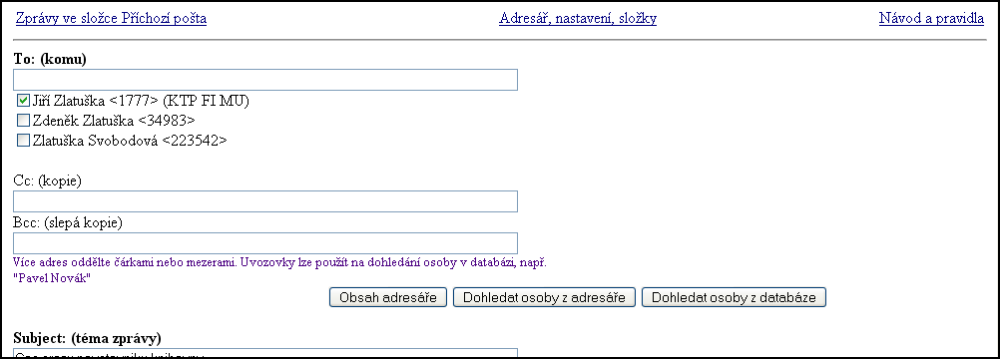 Zprávy ve složce Příchozí pošta Adresář, nastavení, složky Návod a pravidla
To: (komu)
Jiří Zlatuška <1777> (KTP FI MU)
Zdeněk Zlatuška <34983>
Zlatuška Svobodová <223542>
Cc: (kopie)
Bcc: (slepá kopie)
Více adres oddělte čárkami nebo mezerami. Uvozovky lze použít na dohledání osoby v databázi, např.
"Pavel Novák"
Obsah adresáře Dohledat osoby z adresáře Dohledat osoby z databáze
Subject: (téma zprávy)